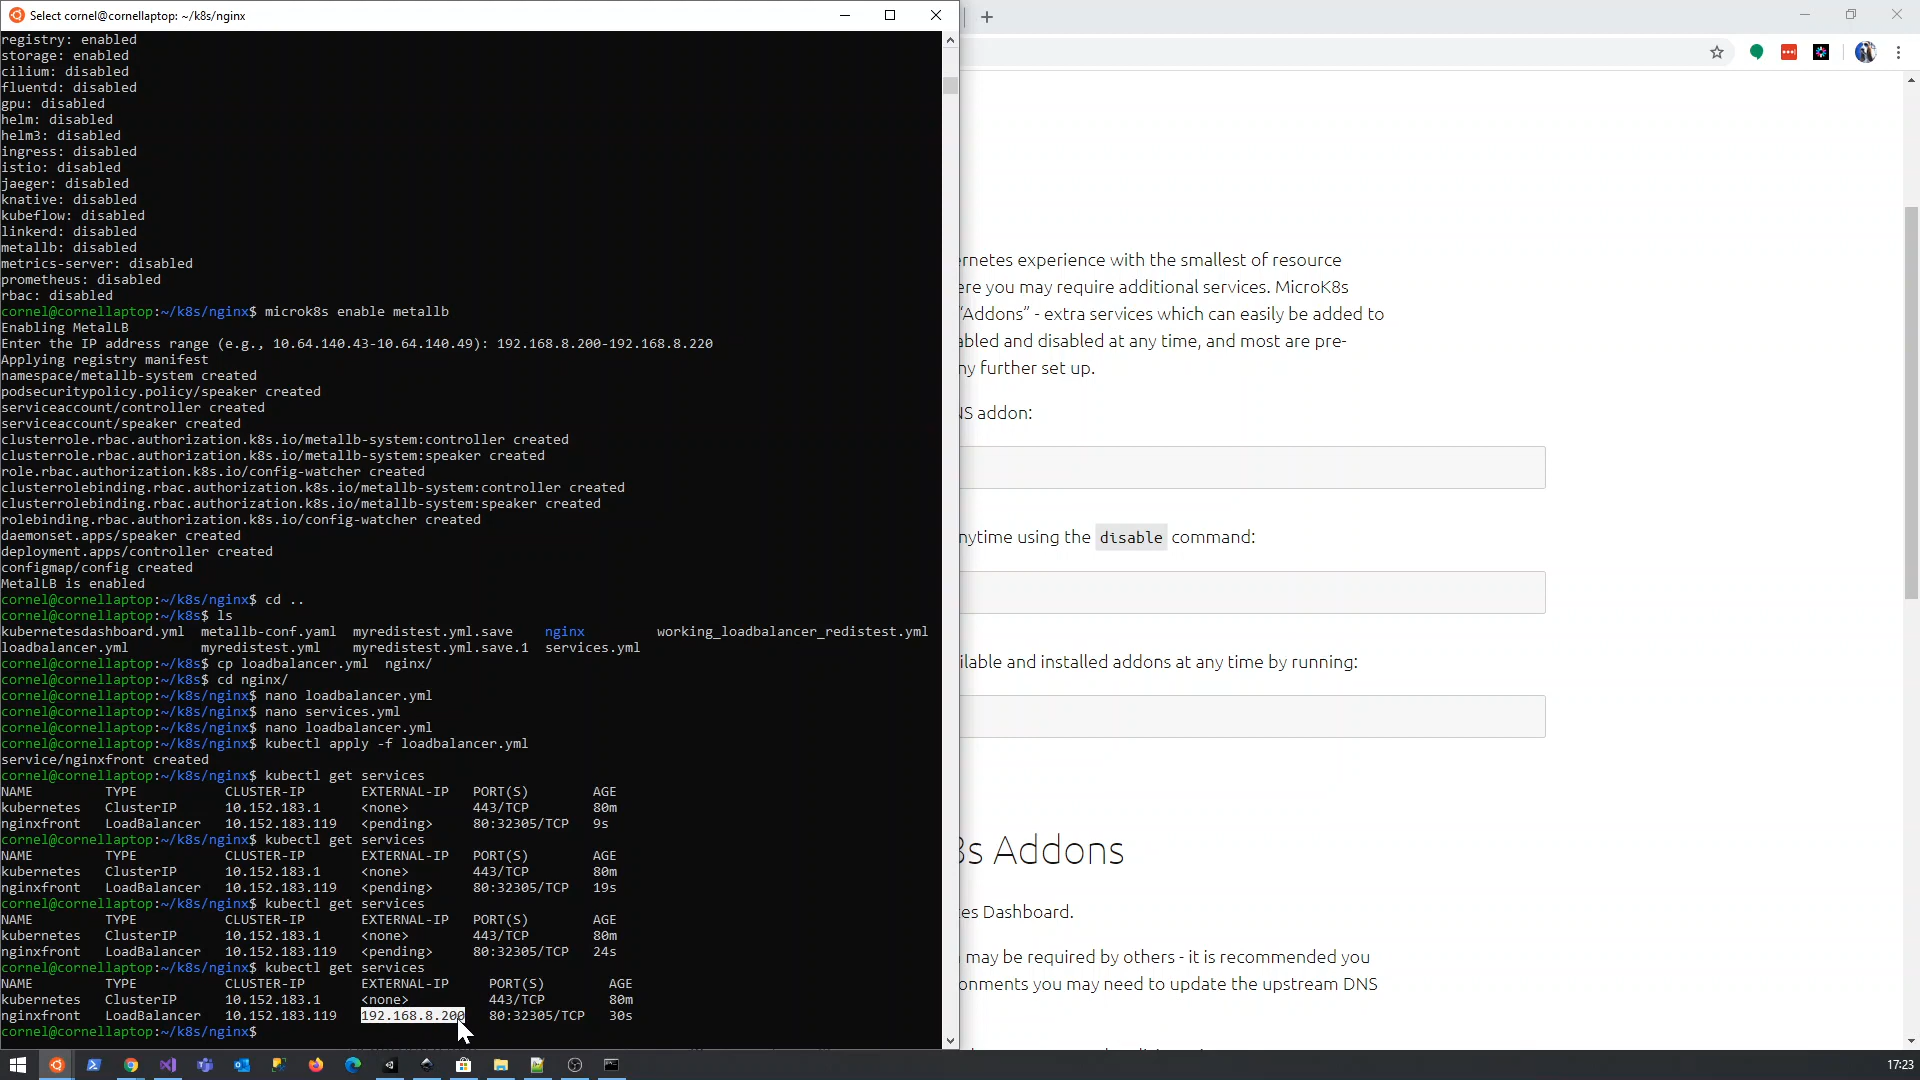 Select cornel@cornellaptop: ~/k8s/nginx
registry: enabled
storage: enabled
cilium: disabled
fluentd: disabled
gpu: disabled
helm: disabled
helm3: disabled
ingress: disabled
istio: disabled
jaeger: disabled
knative: disabled
kubeflow: disabled
linkerd: disabled
metallb: disabled
metrics-server: disabled
prometheus: disabled
rbac: disabled
cornel@cornellaptop:~/k8s/nginx$ microk8s enable metallb
Enabling MetalLB
Enter the IP address range (e.g., 10.64.140.43-10.64.140.49): 192.168.8.200-192.168.8.220
Applying registry manifest
namespace/metallb-system created
podsecuritypolicy.policy/speaker created
serviceaccount/controller created
serviceaccount/speaker created
clusterrole.rbac.authorization.k8s.io/metallb-system:controller created
clusterrole.rbac.authorization.k8s.io/metallb-system:speaker created
role.rbac.authorization.k8s.io/config-watcher created
clusterrolebinding.rbac.authorization.k8s.io/metallb-system:controller created
clusterrolebinding.rbac.authorization.k8s.io/metallb-system:speaker created
rolebinding.rbac.authorization.k8s.io/config-watcher created
daemonset.apps/speaker created
deployment.apps/controller created
configmap/config created
MetalLB is enabled
cornel@cornellaptop:~/k8s/nginx$ cd ..
cornel@cornellaptop:~/k8s$ ls
kubernetesdashboard.yml  metallb-conf.yaml  myredistest.yml.save    nginx         working_loadbalancer_redistest.yml
loadbalancer.yml         myredistest.yml    myredistest.yml.save.1  services.yml
cornel@cornellaptop:~/k8s$ cp loadbalancer.yml  nginx/
cornel@cornellaptop:~/k8s$ cd nginx/
cornel@cornellaptop:~/k8s/nginx$ nano loadbalancer.yml
cornel@cornellaptop:~/k8s/nginx$ nano services.yml
cornel@cornellaptop:~/k8s/nginx$ nano loadbalancer.yml
cornel@cornellaptop:~/k8s/nginx$ kubectl apply -f loadbalancer.yml
service/nginxfront created
cornel@cornellaptop:~/k8s/nginx$ kubectl get services
NAME         TYPE           CLUSTER-IP       EXTERNAL-IP   PORT(S)        AGE
kubernetes   ClusterIP      10.152.183.1     <none>        443/TCP        80m
nginxfront   LoadBalancer   10.152.183.119   <pending>     80:32305/TCP   9s
cornel@cornellaptop:~/k8s/nginx$ kubectl get services
NAME         TYPE           CLUSTER-IP       EXTERNAL-IP   PORT(S)        AGE
kubernetes   ClusterIP      10.152.183.1     <none>        443/TCP        80m
nginxfront   LoadBalancer   10.152.183.119   <pending>     80:32305/TCP   19s
cornel@cornellaptop:~/k8s/nginx$ kubectl get services
NAME         TYPE           CLUSTER-IP       EXTERNAL-IP   PORT(S)        AGE
kubernetes   ClusterIP      10.152.183.1     <none>        443/TCP        80m
nginxfront   LoadBalancer   10.152.183.119   <pending>     80:32305/TCP   24s
cornel@cornellaptop:~/k8s/nginx$ kubectl get services
NAME         TYPE           CLUSTER-IP       EXTERNAL-IP     PORT(S)        AGE
kubernetes   ClusterIP      10.152.183.1     <none>          443/TCP        80m
nginxfront   LoadBalancer   10.152.183.119   192.168.8.200   80:32305/TCP   30s
cornel@cornellaptop:~/k8s/nginx$
ernetes experience with the smallest of resource
ere you may require additional services. MicroK8s
“Addons” - extra services which can easily be added to
abled and disabled at any time, and most are pre-
ny further set up.
NS addon:
nytime using the disable command:
ilable and installed addons at any time by running:
8s Addons
es Dashboard.
may be required by others - it is recommended you
onments you may need to update the upstream DNS
17:23